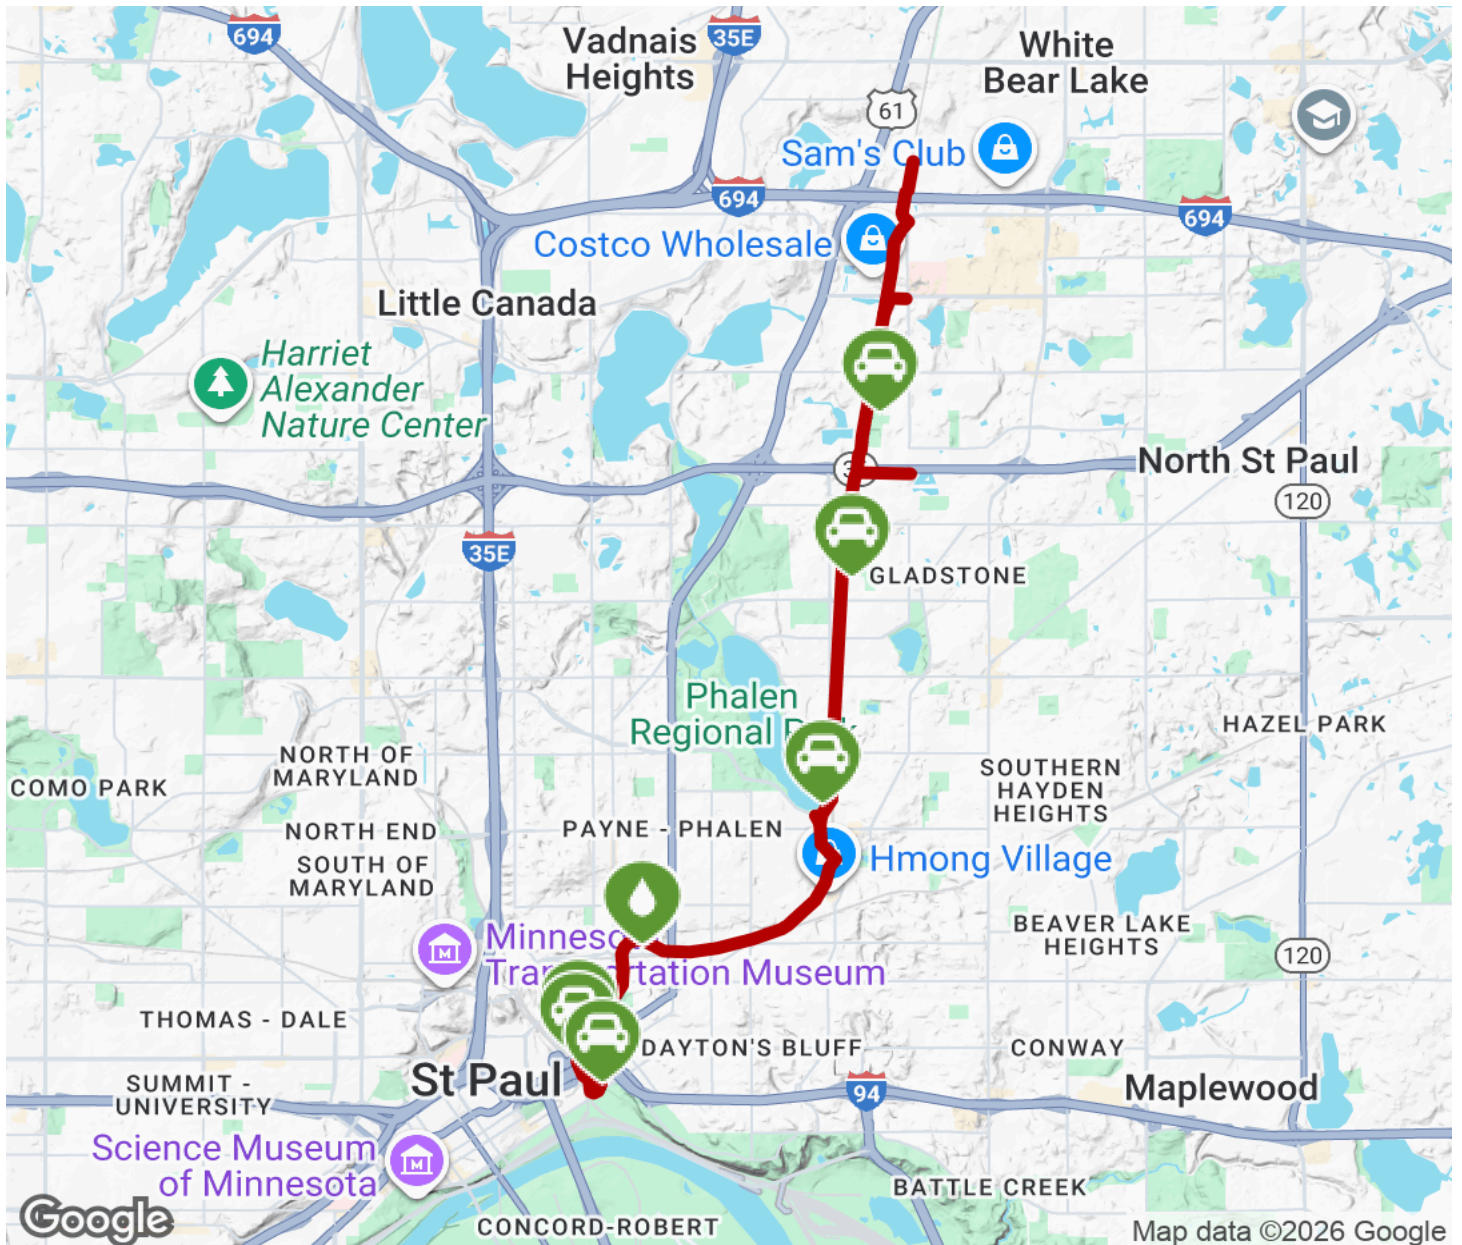 694
Vadnais
Heights
35E
White
Bear Lake
61
Sam's Club
694
694
Costco Wholesale
Little Canada
Harriet
Alexander
Nature Center
North St Paul
120
35E
GLADSTONE
Phalen
Regional
HAZEL PARK
NORTH OF
MARYLAND
COMO PARK
SOUTHERN
HAYDEN
HEIGHTS
NORTH END
PAYNE - PHALEN
SOUTH OF
MARYLAND
Hmong Village
BEAVER LAKE
HEIGHTS
120
Transportation Museum
THOMAS - DALE
DAYTON'S BLUFF
CONWAY
St Paul
SUMMIT -
UNIVERSITY
94
Maplewood
Science Museum
of Minnesota
BATTLE CREEK
CONCORD-ROBERT
Google
Map data ©2026 Google